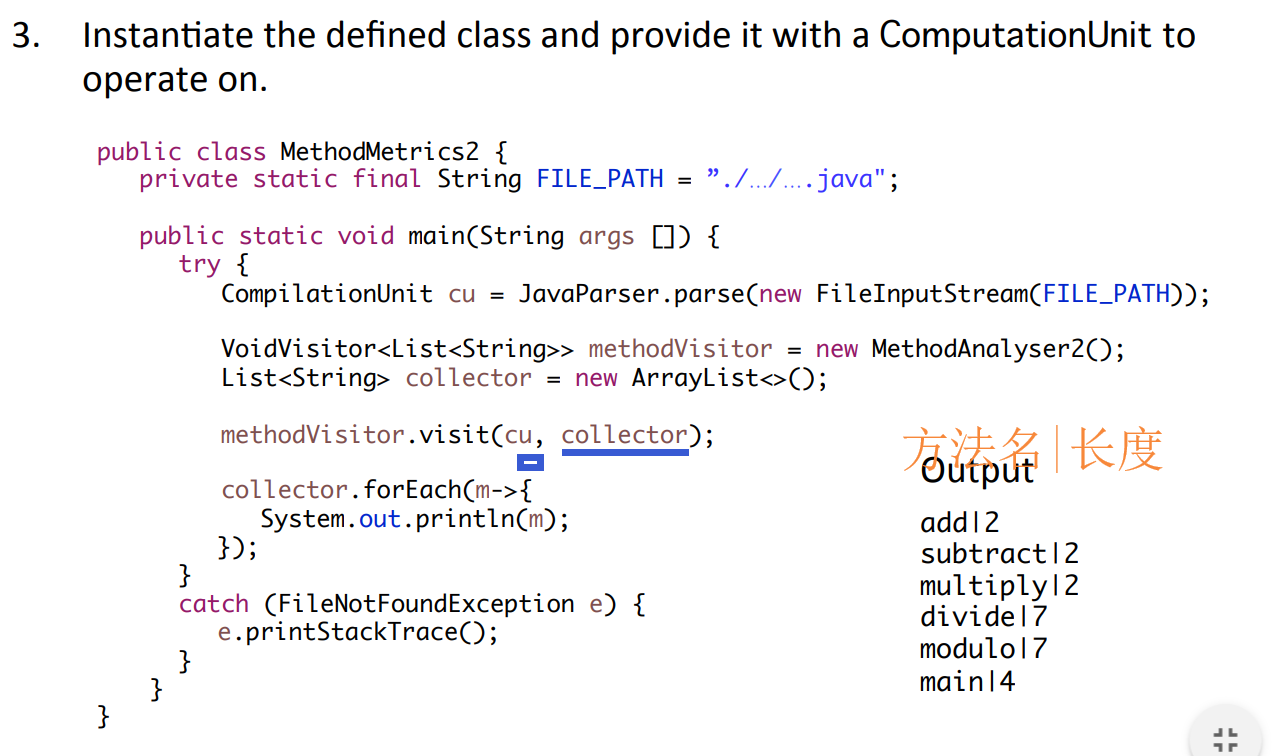 3. Instantiate the defined class and provide it with a ComputationUnit to
operate on.
public class MethodMetrics2 {
private static final String FILE_PATH = ”./…/….java";
public static void main(String args []) {
try {
CompilationUnit cu = JavaParser.parse(new FileInputStream(FILE_PATH));
VoidVisitor<List<String>> methodVisitor = new MethodAnalyser2();
List<String> collector = new ArrayList<>();
methodVisitor.visit(cu, collector);
collector.forEach(m->{
System.out.println(m);
});
}
catch (FileNotFoundException e) {
e.printStackTrace();
}
}
}
方法名|长度
Output
add|2
subtract|2
multiply|2
divide|7
modulo|7
main|4